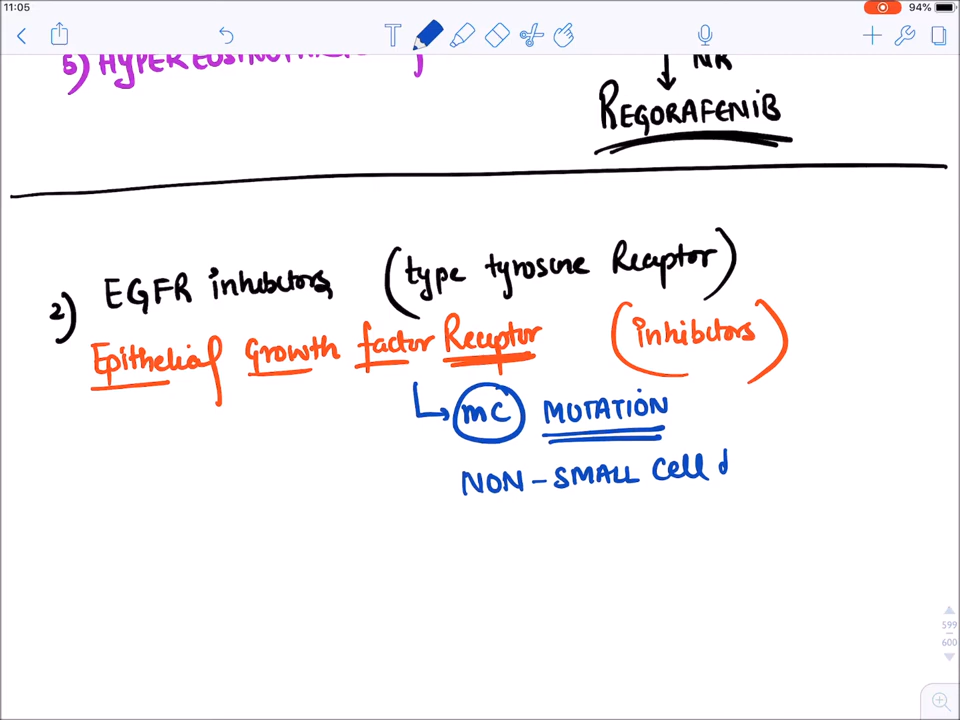 11:05
94%
5)
NR
REGORAFENIB
2) EGFR inhibitors (type tyrosine Receptor)
Epithelial Growth factor Receptor (inhibitors)
mc MUTATION
NON-SMALL Cell
599
600